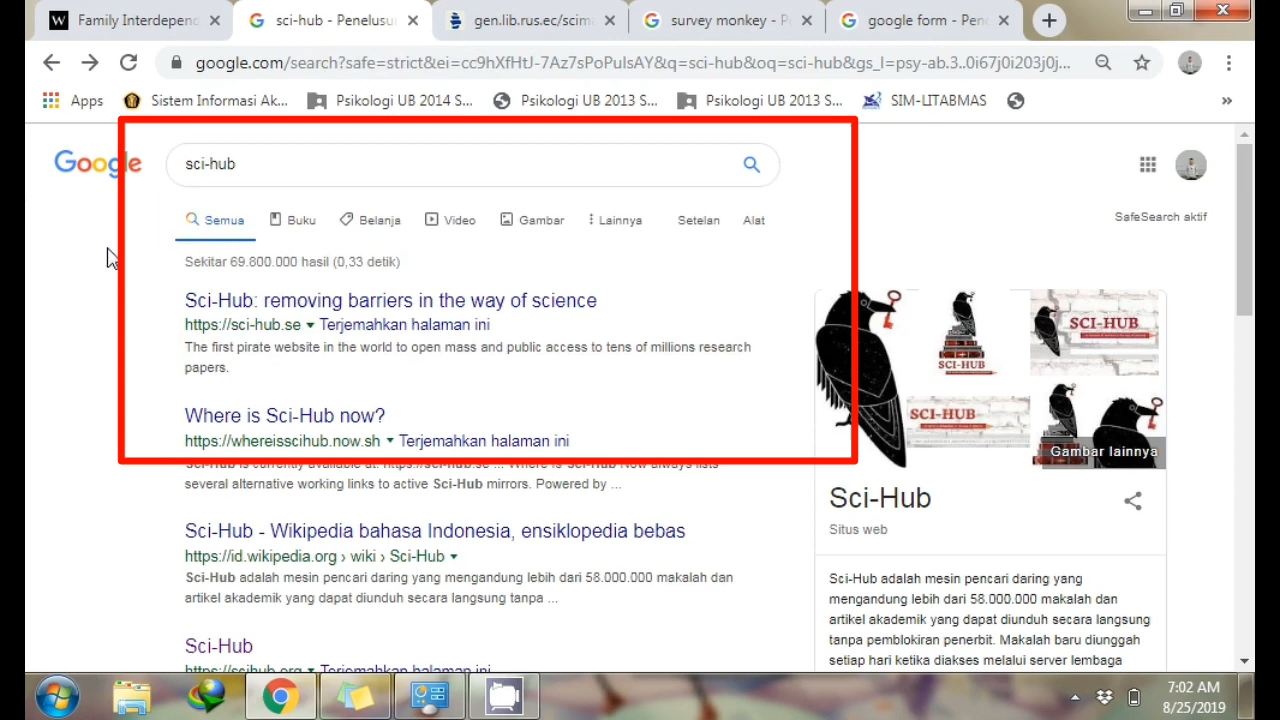 Family Interdepend
sci-hub - Penelusu
gen.lib.rus.ec/scim
survey monkey - P
google form - Pen
google.com/search?safe=strict&ei=cc9hXfHtJ-7Az7sPoPuIsAY&q=sci-hub&oq=sci-hub&gs_l=psy-ab.3..0i67j0i203j0j...
Apps
Sistem Informasi Ak...
Psikologi UB 2014 S...
Psikologi UB 2013 S...
Psikologi UB 2013 S...
SIM-LITABMAS
Google
sci-hub
Semua
Buku
Belanja
Video
Gambar
Lainnya
Setelan
Alat
SafeSearch aktif
Sekitar 69.800.000 hasil (0,33 detik)
Sci-Hub: removing barriers in the way of science
https://sci-hub.se Terjemahkan halaman ini
The first pirate website in the world to open mass and public access to tens of millions research
papers.
Where is Sci-Hub now?
https://whereisscihub.now.sh Terjemahkan halaman ini
Sci-Hub is currently available at: https://sci-hub.se ... Where is Sci-Hub Now always lists
several alternative working links to active Sci-Hub mirrors. Powered by ...
Sci-Hub - Wikipedia bahasa Indonesia, ensiklopedia bebas
https://id.wikipedia.org › wiki › Sci-Hub
Sci-Hub adalah mesin pencari daring yang mengandung lebih dari 58.000.000 makalah dan
artikel akademik yang dapat diunduh secara langsung tanpa ...
Sci-Hub
https://scihub.org Terjemahkan halaman ini
SCI-HUB
SCI-HUB
SCI-HUB
Gambar lainnya
Sci-Hub
Situs web
Sci-Hub adalah mesin pencari daring yang
mengandung lebih dari 58.000.000 makalah dan
artikel akademik yang dapat diunduh secara langsung
tanpa pemblokiran penerbit. Makalah baru diunggah
setiap hari ketika diakses melalui server lembaga
7:02 AM
8/25/2019